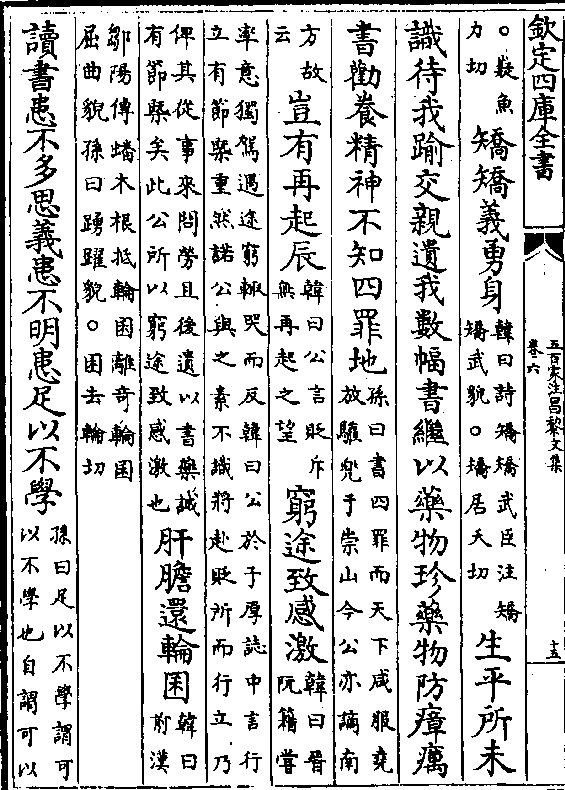 欽定四庫全書
五百家注昌黎文集
卷六
十五
○嶷魚力切矯矯義勇身韓曰詩矯矯武臣注矯矯武貌○矯居夭切生平所未
識待我踰交親遺我數幅書繼以藥物珍藥物防瘴癘
書勸養精神不知四罪地孫曰書四罪而天下咸服堯放驩兜于崇山今公亦謫南
方故云豈有再起辰韓曰公言貶斥無再起之望窮途致感激韓曰晉阮籍嘗
率意獨駕遇途窮輒哭而反韓曰公於于厚誌中言行立有節槩重然諾公與之素不識將赴貶所而行立乃
俾其從事來問勞且後遺以書藥誠有節槩矣此公所以窮途致感激也肝膽還輪囷韓曰前漢
鄒陽傳蟠木根抵輪囷離奇輪囷屈曲貌孫曰踴躍貌○囷去輪切
讀書患不多思義患不明患足以不學孫曰足以不學謂可以不學也自謂可以